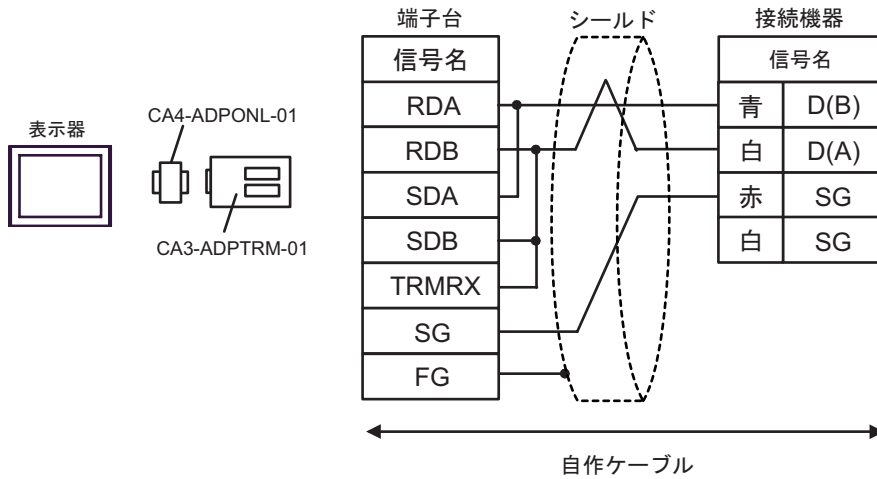 表示器
CA4-ADPONL-01
CA3-ADPTRM-01
端子台
信号名
RDA
RDB
SDA
SDB
TRMRX
SG
FG
シールド
接続機器
信号名
青 D(B)
白 D(A)
赤 SG
白 SG
自作ケーブル